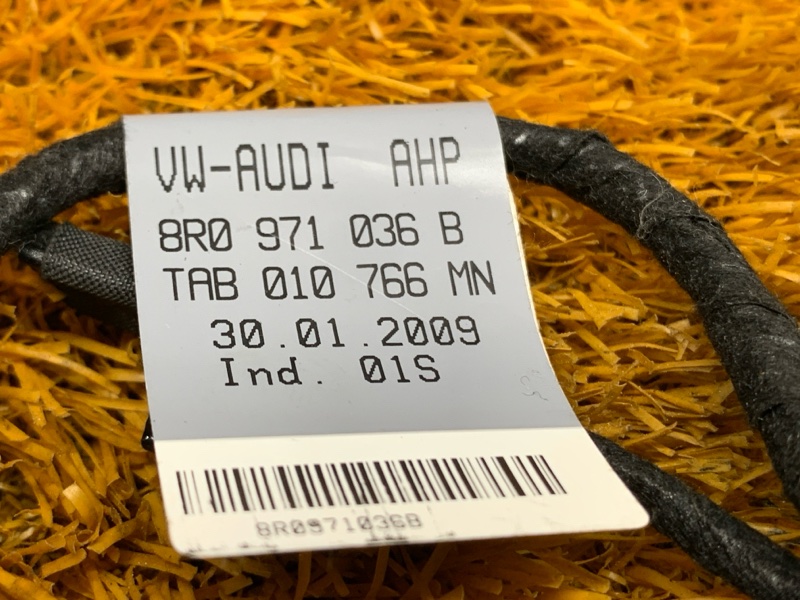 VW-AUDI AHP
8R0 971 036 B
TAB 010 766 MN
30.01.2009
Ind. 01S
8R0971036B